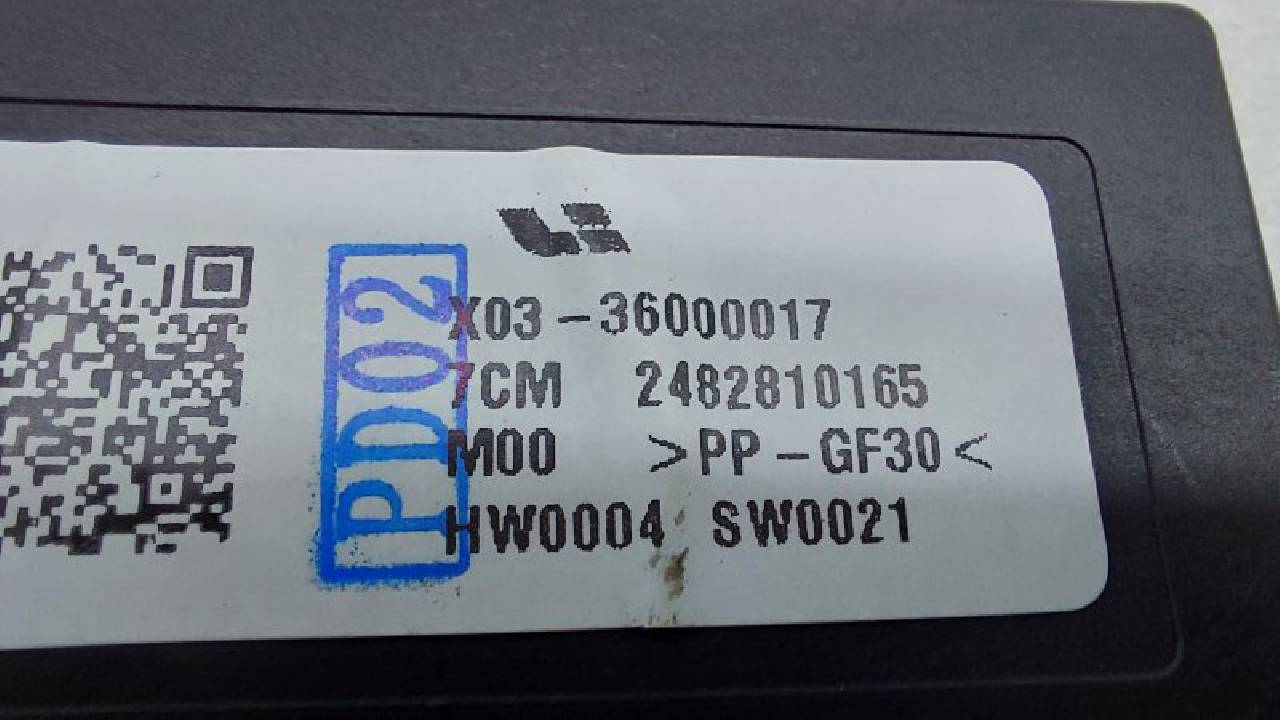 PD02
X03-36000017
7CM 2482810165
M00 >PP-GF30<
HW0004 SW0021